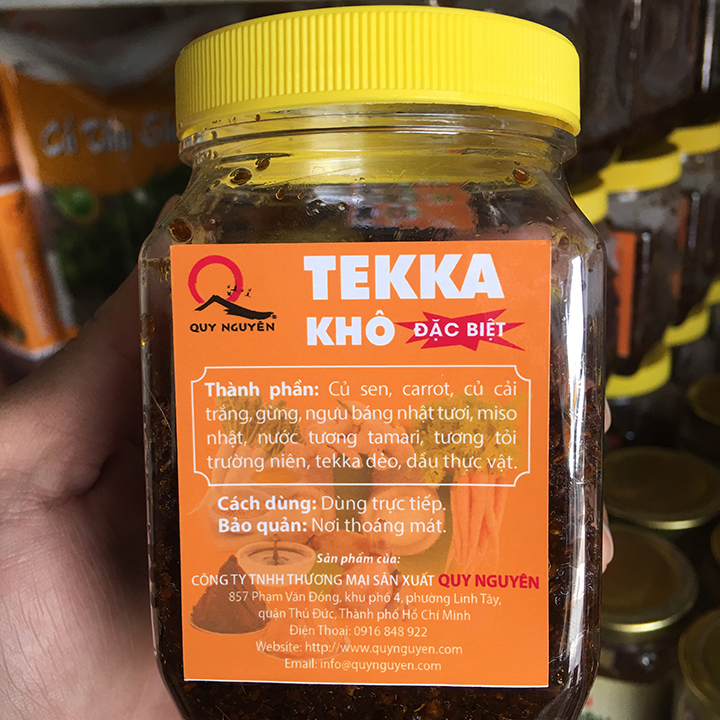 Củ Dền
QUY NGUYÊN
TEKKA
KHÔ ĐẶC BIỆT
Thành phần: Củ sen, carrot, củ cải
trắng, gừng, ngưu báng nhật tươi, miso
nhật, nước tương tamari, tương tỏi
trường niên, tekka dẻo, dầu thực vật.
Cách dùng: Dùng trực tiếp.
Bảo quản: Nơi thoáng mát.
Sản phẩm của:
CÔNG TY TNHH THƯƠNG MẠI SẢN XUẤT QUY NGUYÊN
857 Phạm Văn Đồng, khu phố 4, phường Linh Tây,
quận Thủ Đức, Thành phố Hồ Chí Minh
Điện Thoại: 0916 848 922
Website: http://www.quynguyen.com
Email: info@quynguyen.com